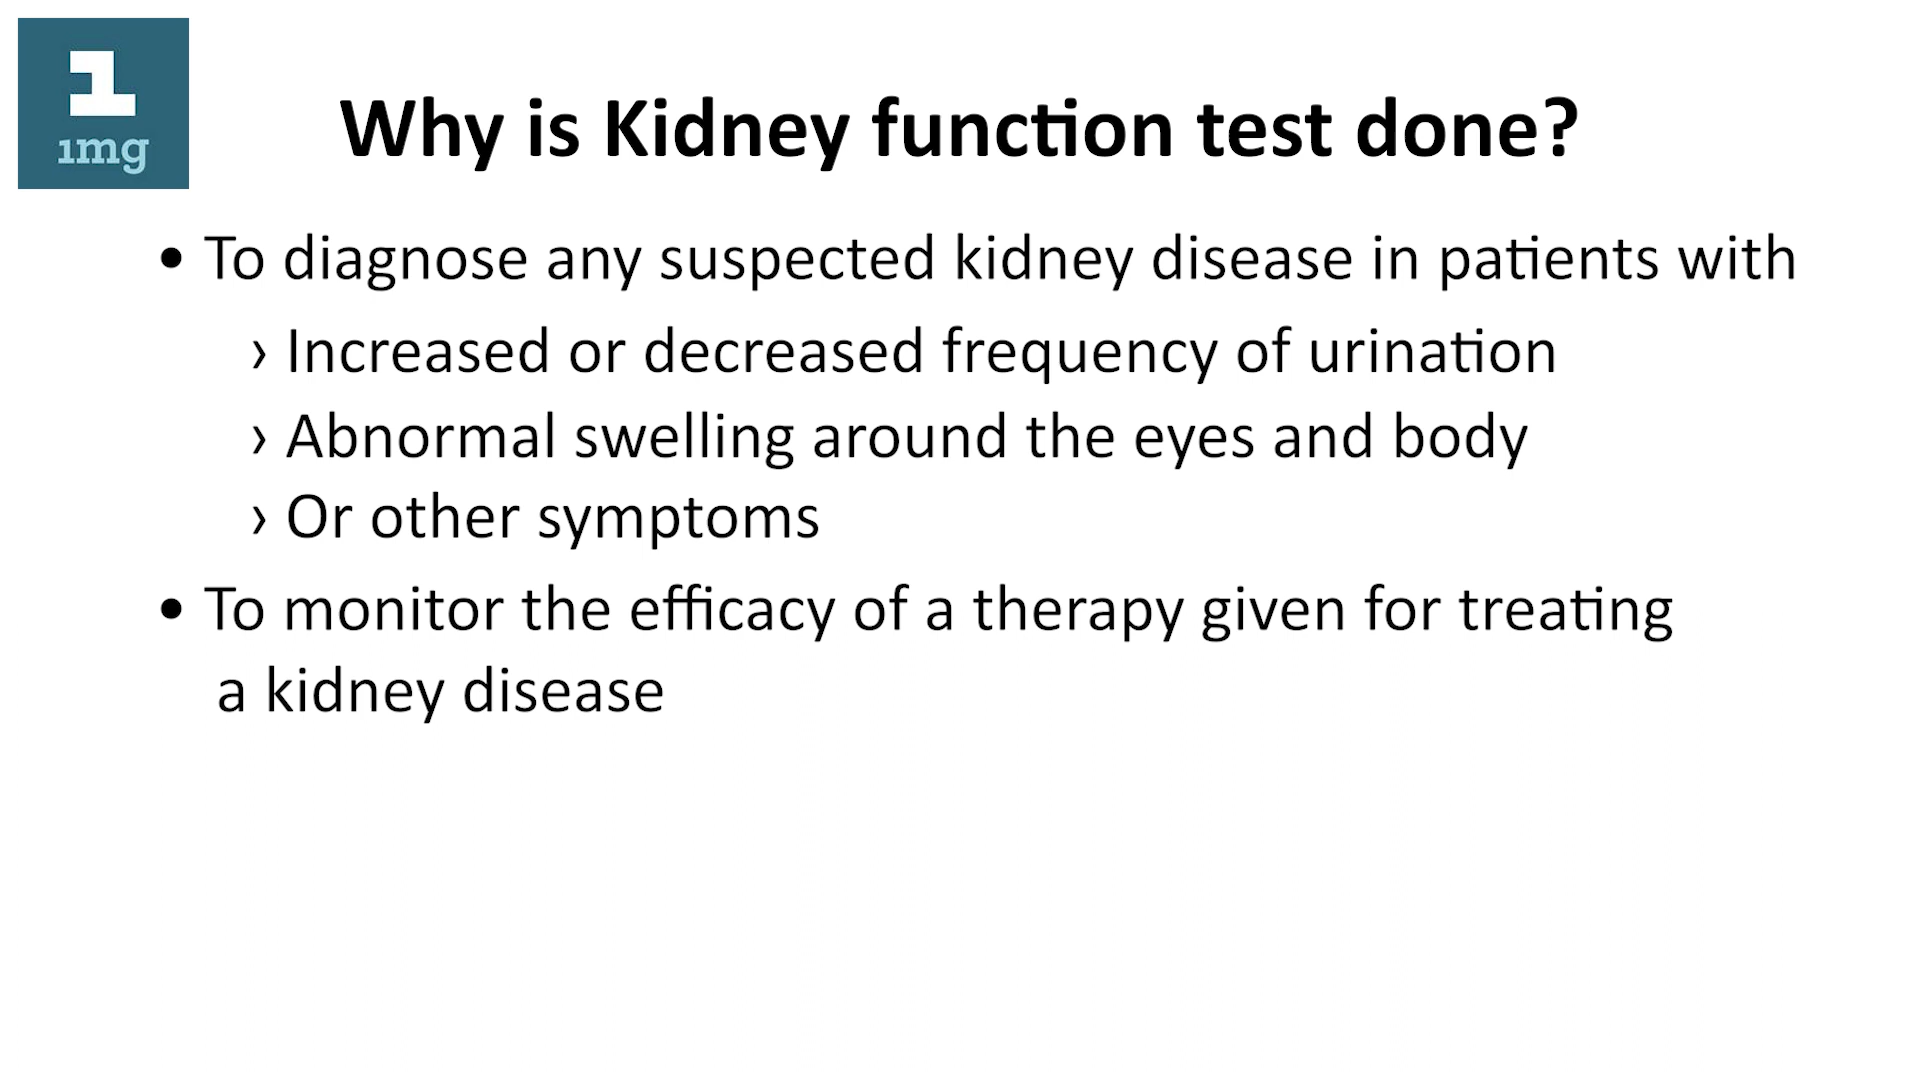 1
1mg
Why is Kidney function test done?
• To diagnose any suspected kidney disease in patients with
› Increased or decreased frequency of urination
› Abnormal swelling around the eyes and body
› Or other symptoms
• To monitor the efficacy of a therapy given for treating
a kidney disease